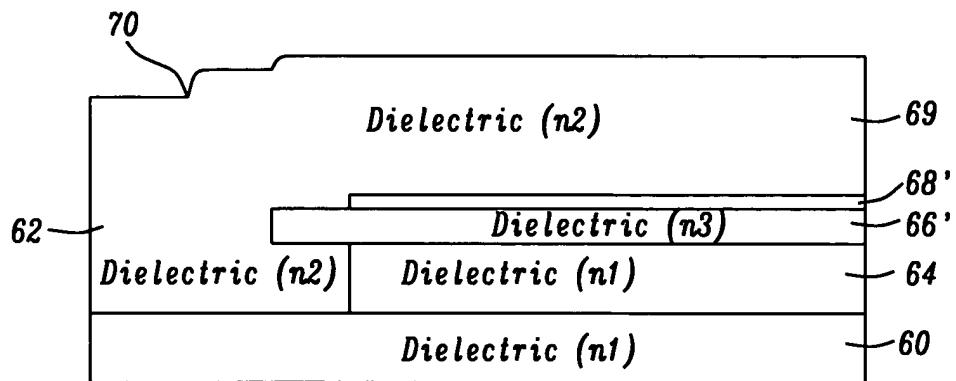 70
Dielectric (n2)
69
68'
62
Dielectric (n3)
66'
Dielectric (n2)
Dielectric (n1)
64
Dielectric (n1)
60